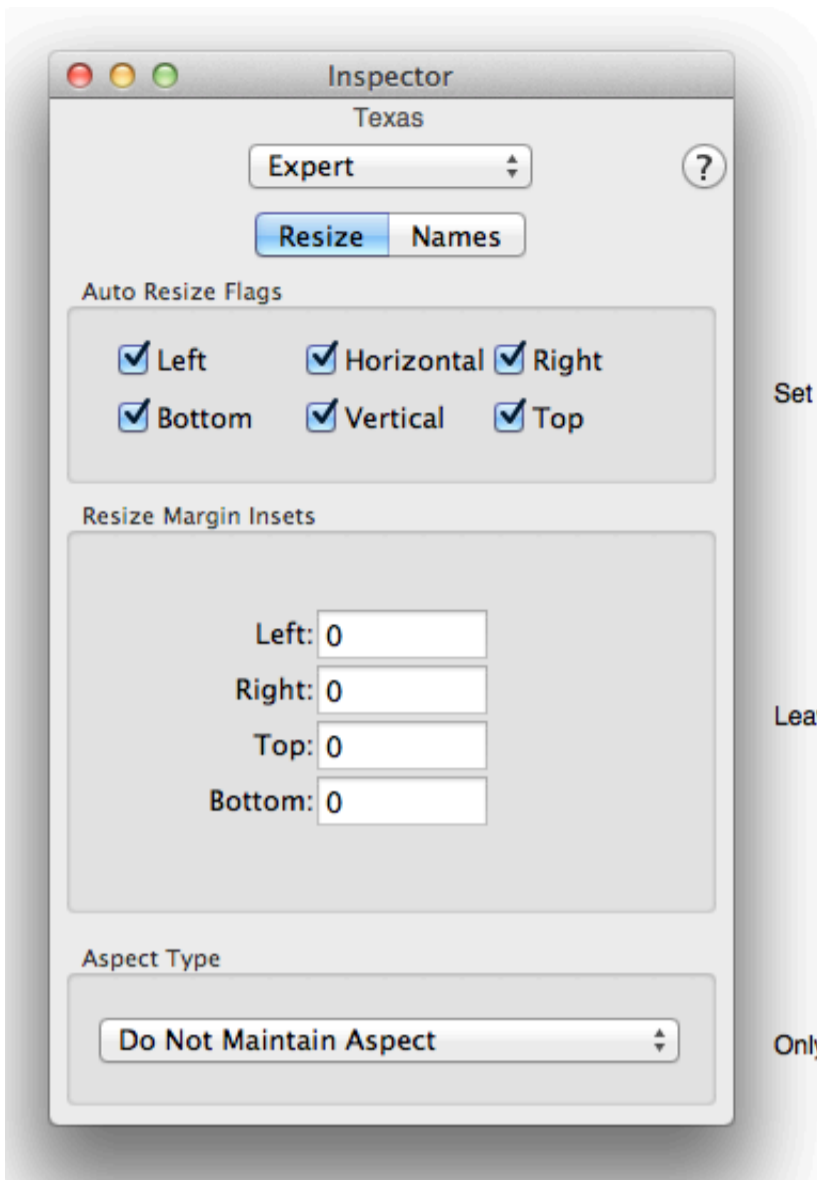 Inspector
Texas
Expert
?
Resize Names
Auto Resize Flags
Left Horizontal Right
Set
Bottom Vertical Top
Resize Margin Insets
Left: 0
Right: 0
Lea
Top: 0
Bottom: 0
Aspect Type
Do Not Maintain Aspect
Only